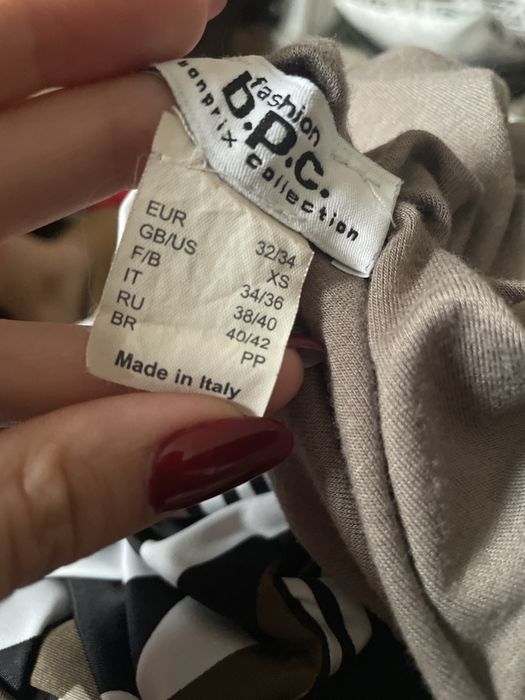 fashion
b.p.c.
bonprix collection
EUR 32/34
GB/US XS
F/B 34/36
IT 38/40
RU 40/42
BR PP
Made in Italy